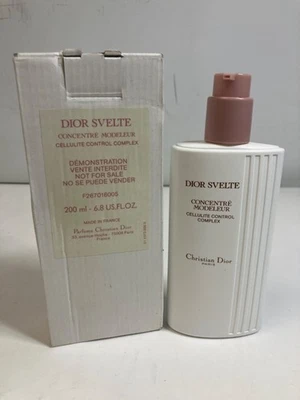 DIOR SVELTE
CONCENTRÉ MODELEUR
CELLULITE CONTROL COMPLEX
DÉMONSTRATION
VENTE INTERDITE
NOT FOR SALE
NO SE PUEDE VENDER
200 ml - 6.8 US.FL.OZ.
MADE IN FRANCE
Parfums Christian Dior
DIOR SVELTE
CONCENTRÉ
MODELEUR
CELLULITE CONTROL
COMPLEX
Christian Dior
PARIS